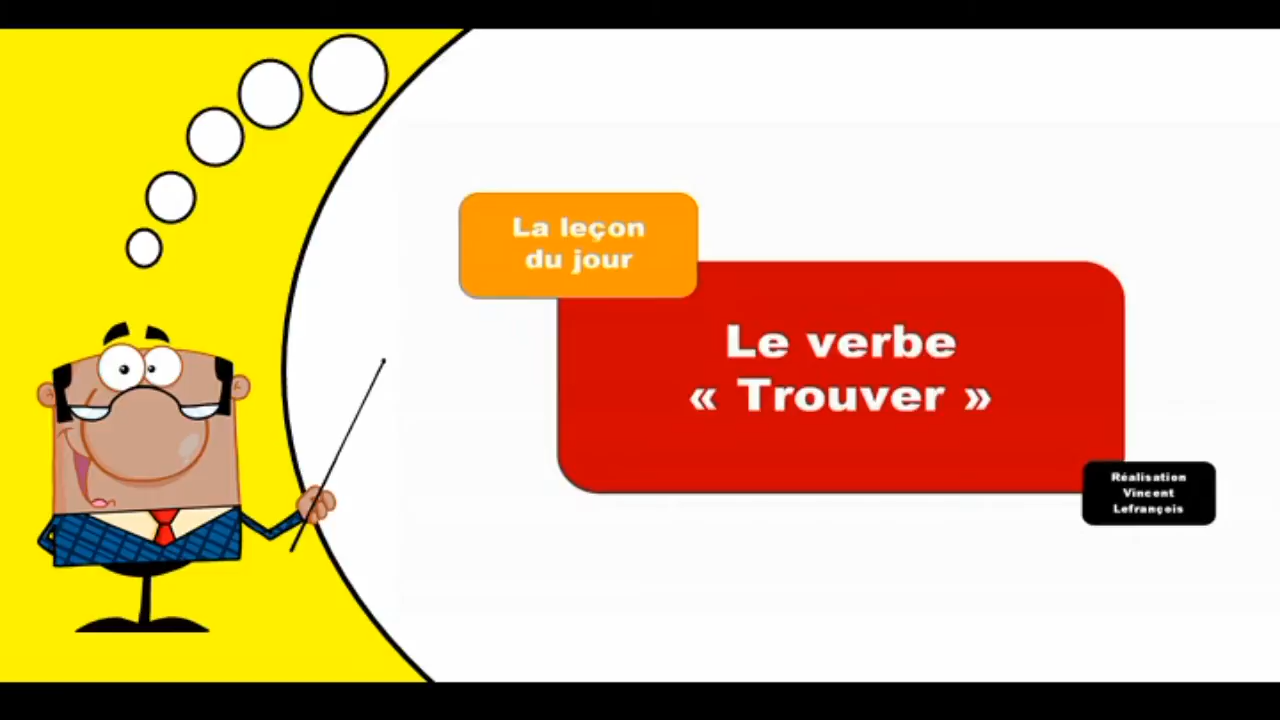 La leçon
du jour
Le verbe
« Trouver »
Réalisation
Vincent
Lefrançois